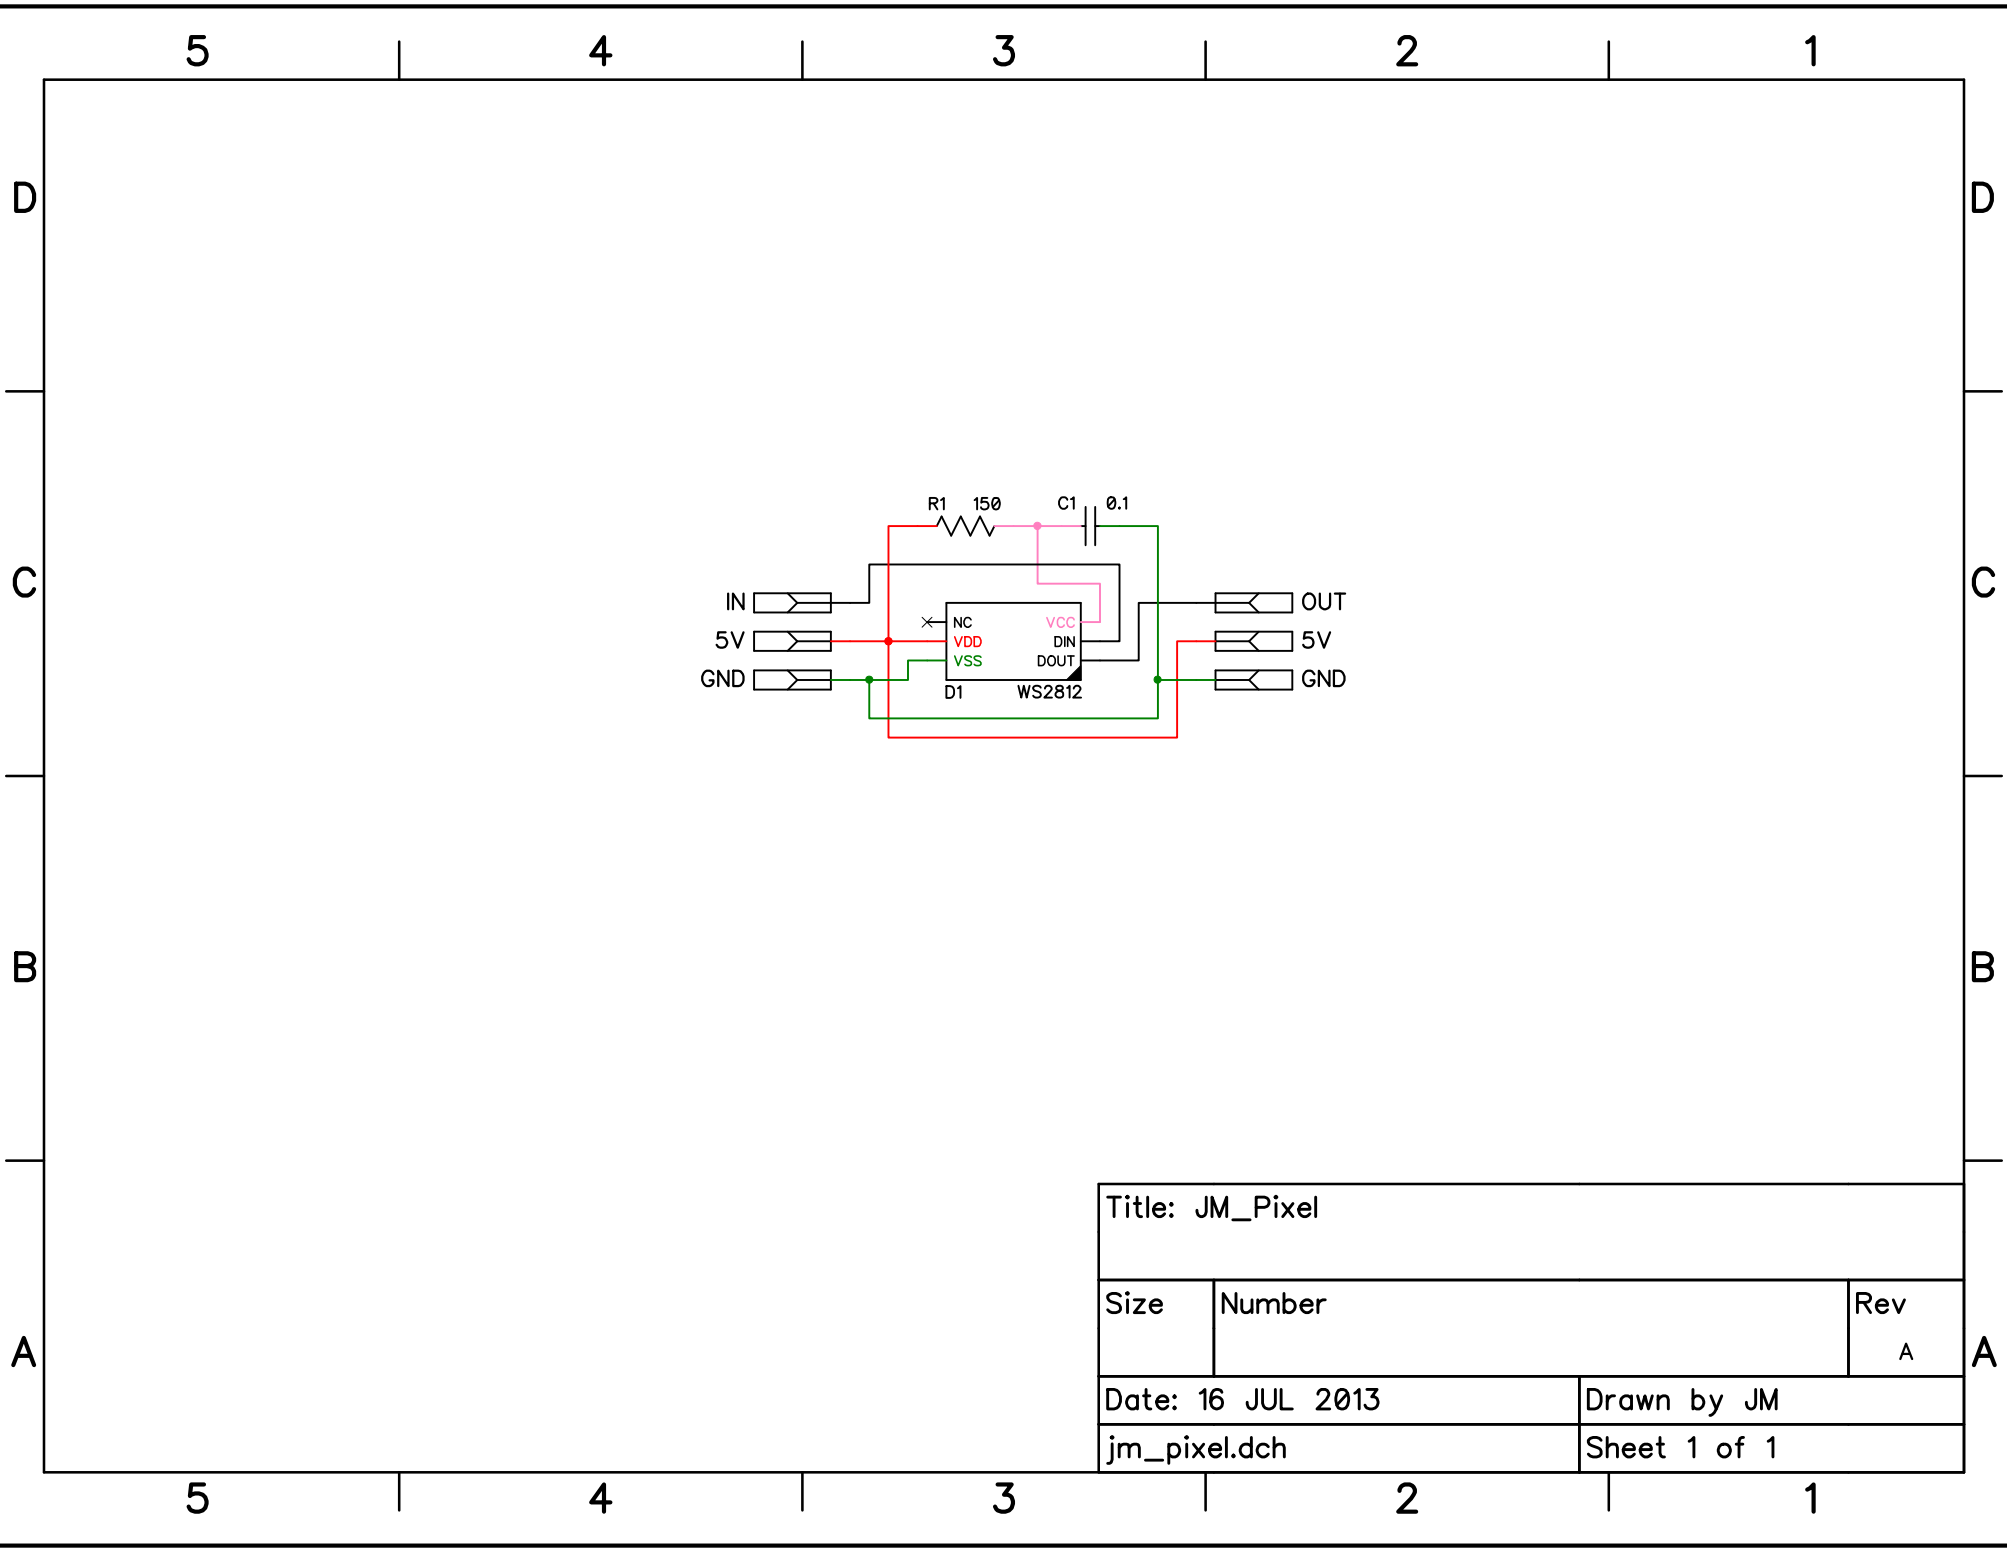 5 4 3 2 1
D D
R1 150 C1 0.1
C C
IN OUT
NC VCC
5V VDD DIN 5V
VSS DOUT
GND GND
D1 WS2812
B B
Title: JM_Pixel
Size Number Rev
A A A
Date: 16 JUL 2013 Drawn by JM
jm_pixel.dch Sheet 1 of 1
5 4 3 2 1